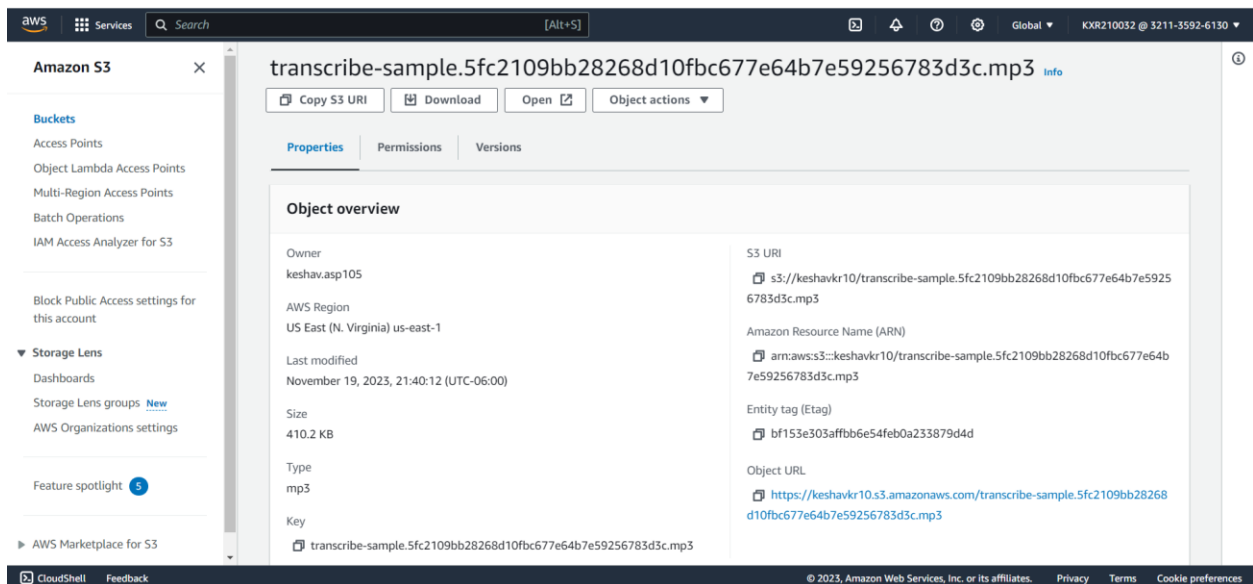 aws
Services
Search
[Alt+S]
Global
KXR210032 @ 3211-3592-6130
Amazon S3
Buckets
Access Points
Object Lambda Access Points
Multi-Region Access Points
Batch Operations
IAM Access Analyzer for S3
Block Public Access settings for
this account
Storage Lens
Dashboards
Storage Lens groups New
AWS Organizations settings
Feature spotlight 5
AWS Marketplace for S3
transcribe-sample.5fc2109bb28268d10fbc677e64b7e59256783d3c.mp3 Info
Copy S3 URI
Download
Open
Object actions
Properties
Permissions
Versions
Object overview
Owner
keshav.asp105
AWS Region
US East (N. Virginia) us-east-1
Last modified
November 19, 2023, 21:40:12 (UTC-06:00)
Size
410.2 KB
Type
mp3
Key
transcribe-sample.5fc2109bb28268d10fbc677e64b7e59256783d3c.mp3
S3 URI
s3://keshavkr10/transcribe-sample.5fc2109bb28268d10fbc677e64b7e5925
6783d3c.mp3
Amazon Resource Name (ARN)
arn:aws:s3:::keshavkr10/transcribe-sample.5fc2109bb28268d10fbc677e64b
7e59256783d3c.mp3
Entity tag (Etag)
bf153e303affbb6e54feb0a233879d4d
Object URL
https://keshavkr10.s3.amazonaws.com/transcribe-sample.5fc2109bb28268
d10fbc677e64b7e59256783d3c.mp3
CloudShell
Feedback
© 2023, Amazon Web Services, Inc. or its affiliates.
Privacy
Terms
Cookie preferences